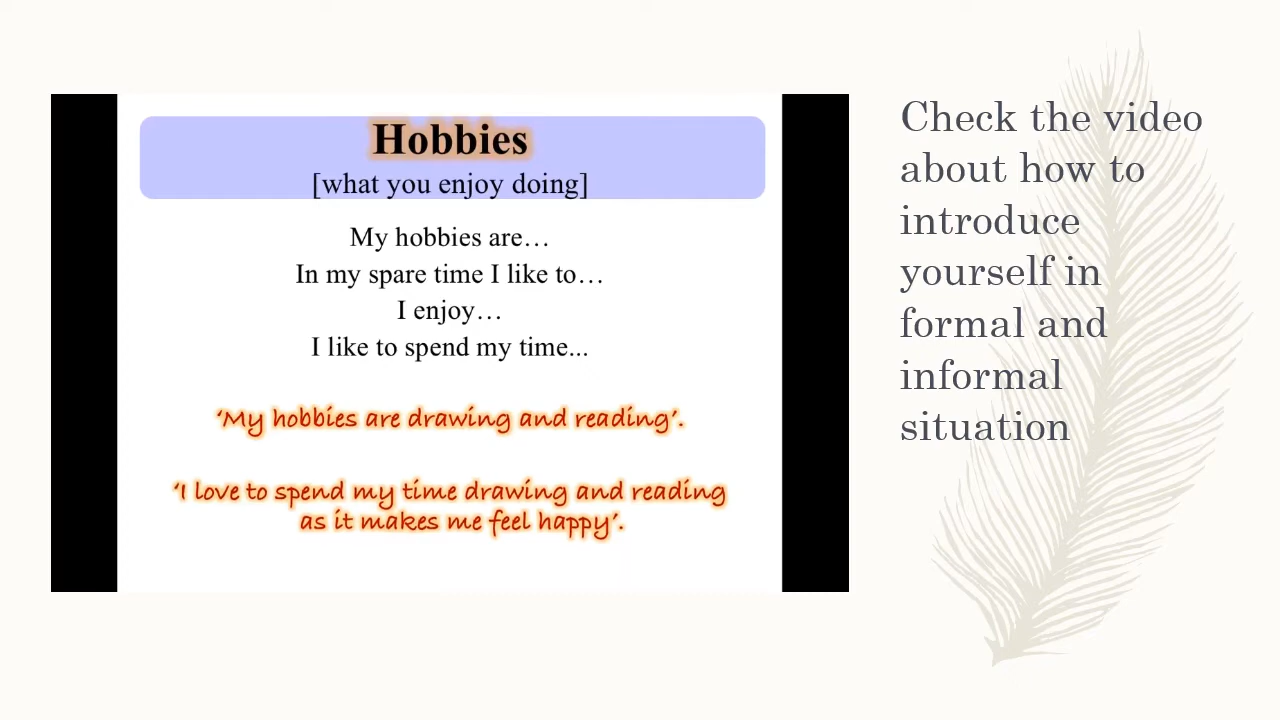 Hobbies
[what you enjoy doing]
My hobbies are…
In my spare time I like to…
I enjoy…
I like to spend my time...
‘My hobbies are drawing and reading’.
‘I love to spend my time drawing and reading
as it makes me feel happy’.
Check the video
about how to
introduce
yourself in
formal and
informal
situation